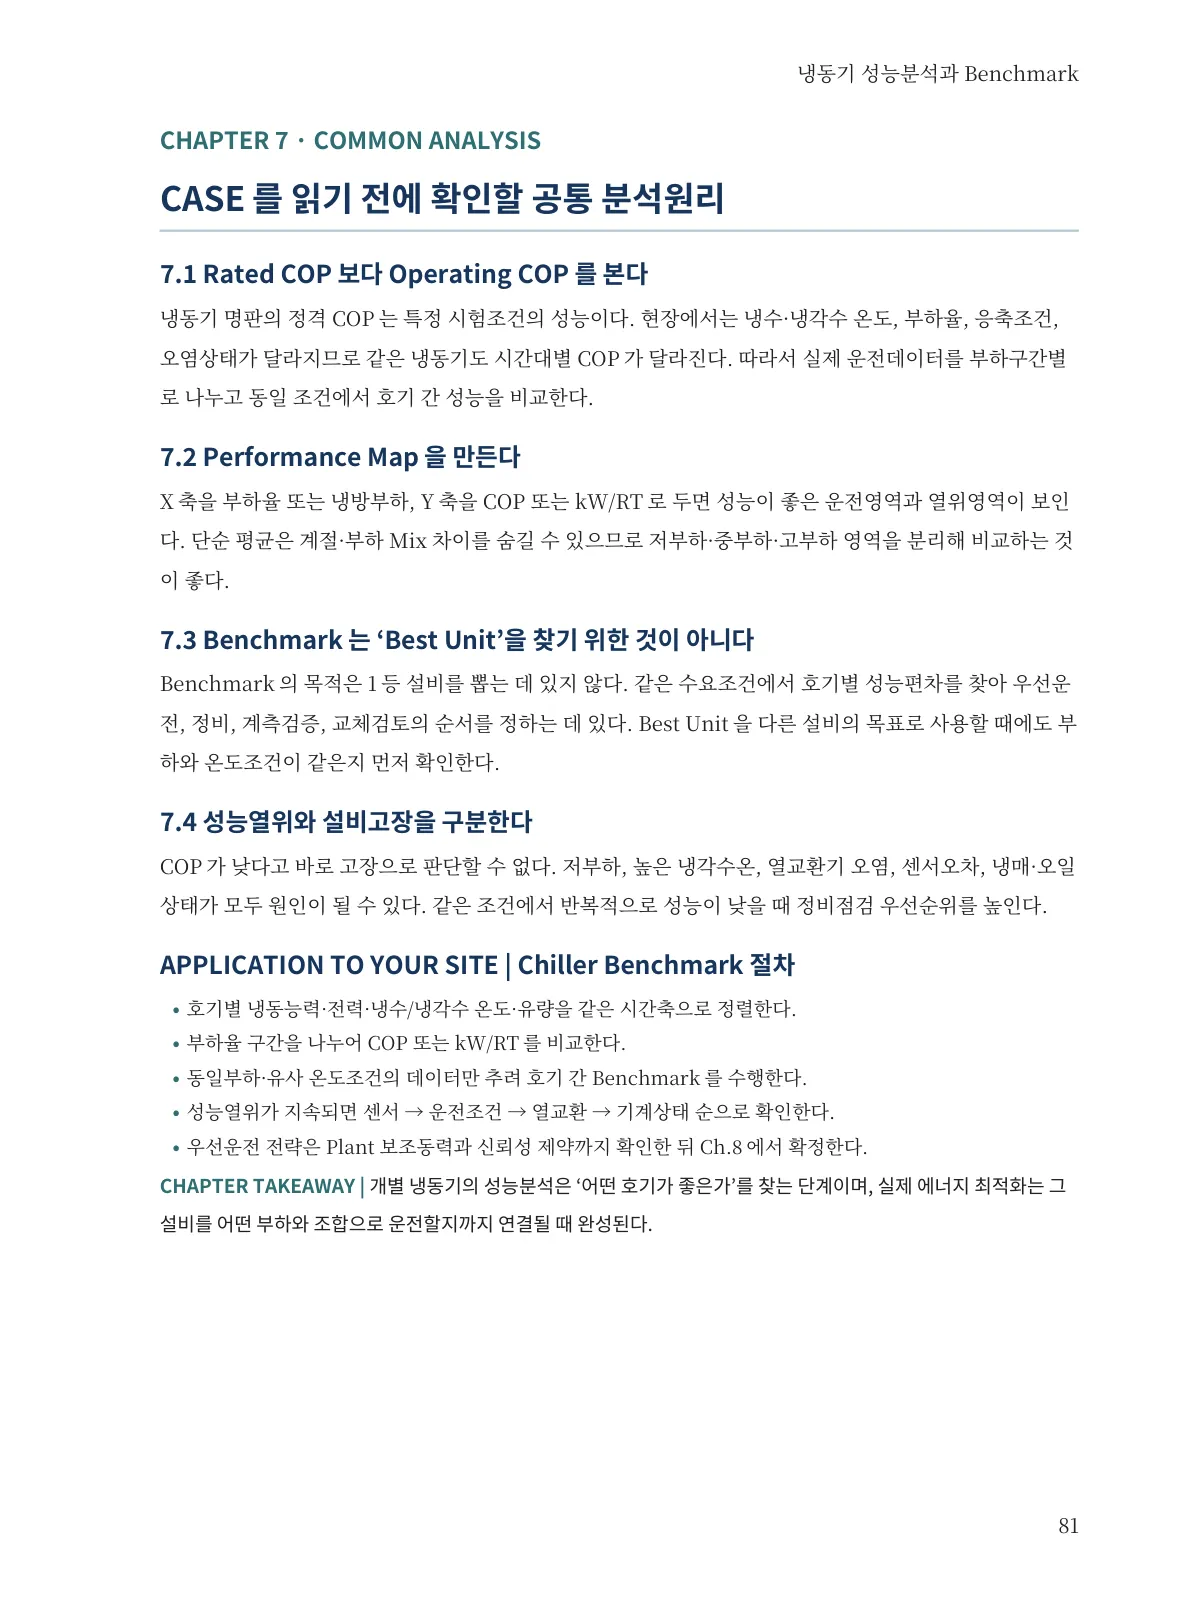 냉동기 성능분석과 Benchmark
CHAPTER 7 · COMMON ANALYSIS
CASE 를 읽기 전에 확인할 공통 분석원리
7.1 Rated COP 보다 Operating COP 를 본다
냉동기 명판의 정격 COP 는 특정 시험조건의 성능이다. 현장에서는 냉수·냉각수 온도, 부하율, 응축조건,
오염상태가 달라지므로 같은 냉동기도 시간대별 COP 가 달라진다. 따라서 실제 운전데이터를 부하구간별
로 나누고 동일 조건에서 호기 간 성능을 비교한다.
7.2 Performance Map 을 만든다
X 축을 부하율 또는 냉방부하, Y 축을 COP 또는 kW/RT 로 두면 성능이 좋은 운전영역과 열위영역이 보인
다. 단순 평균은 계절·부하 Mix 차이를 숨길 수 있으므로 저부하·중부하·고부하 영역을 분리해 비교하는 것
이 좋다.
7.3 Benchmark 는 ‘Best Unit’을 찾기 위한 것이 아니다
Benchmark 의 목적은 1 등 설비를 뽑는 데 있지 않다. 같은 수요조건에서 호기별 성능편차를 찾아 우선운
전, 정비, 계측검증, 교체검토의 순서를 정하는 데 있다. Best Unit 을 다른 설비의 목표로 사용할 때에도 부
하와 온도조건이 같은지 먼저 확인한다.
7.4 성능열위와 설비고장을 구분한다
COP 가 낮다고 바로 고장으로 판단할 수 없다. 저부하, 높은 냉각수온, 열교환기 오염, 센서오차, 냉매·오일
상태가 모두 원인이 될 수 있다. 같은 조건에서 반복적으로 성능이 낮을 때 정비점검 우선순위를 높인다.
APPLICATION TO YOUR SITE | Chiller Benchmark 절차
• 호기별 냉동능력·전력·냉수/냉각수 온도·유량을 같은 시간축으로 정렬한다.
• 부하율 구간을 나누어 COP 또는 kW/RT 를 비교한다.
• 동일부하·유사 온도조건의 데이터만 추려 호기 간 Benchmark 를 수행한다.
• 성능열위가 지속되면 센서 → 운전조건 → 열교환 → 기계상태 순으로 확인한다.
• 우선운전 전략은 Plant 보조동력과 신뢰성 제약까지 확인한 뒤 Ch.8 에서 확정한다.
CHAPTER TAKEAWAY | 개별 냉동기의 성능분석은 ‘어떤 호기가 좋은가’를 찾는 단계이며, 실제 에너지 최적화는 그
설비를 어떤 부하와 조합으로 운전할지까지 연결될 때 완성된다.
81